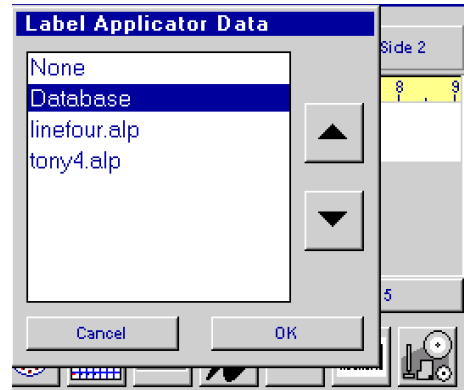 Label Applicator Data
Side 2
None
Database
linefour.alp
tony4.alp
8 . 9
5
Cancel
OK